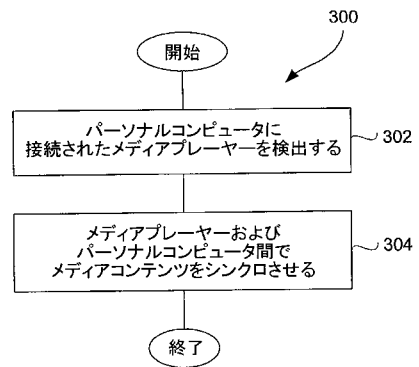 300
開始
パーソナルコンピュータに
接続されたメディアプレーヤーを検出する
302
メディアプレーヤーおよび
パーソナルコンピュータ間で
メディアコンテンツをシンクロさせる
304
終了